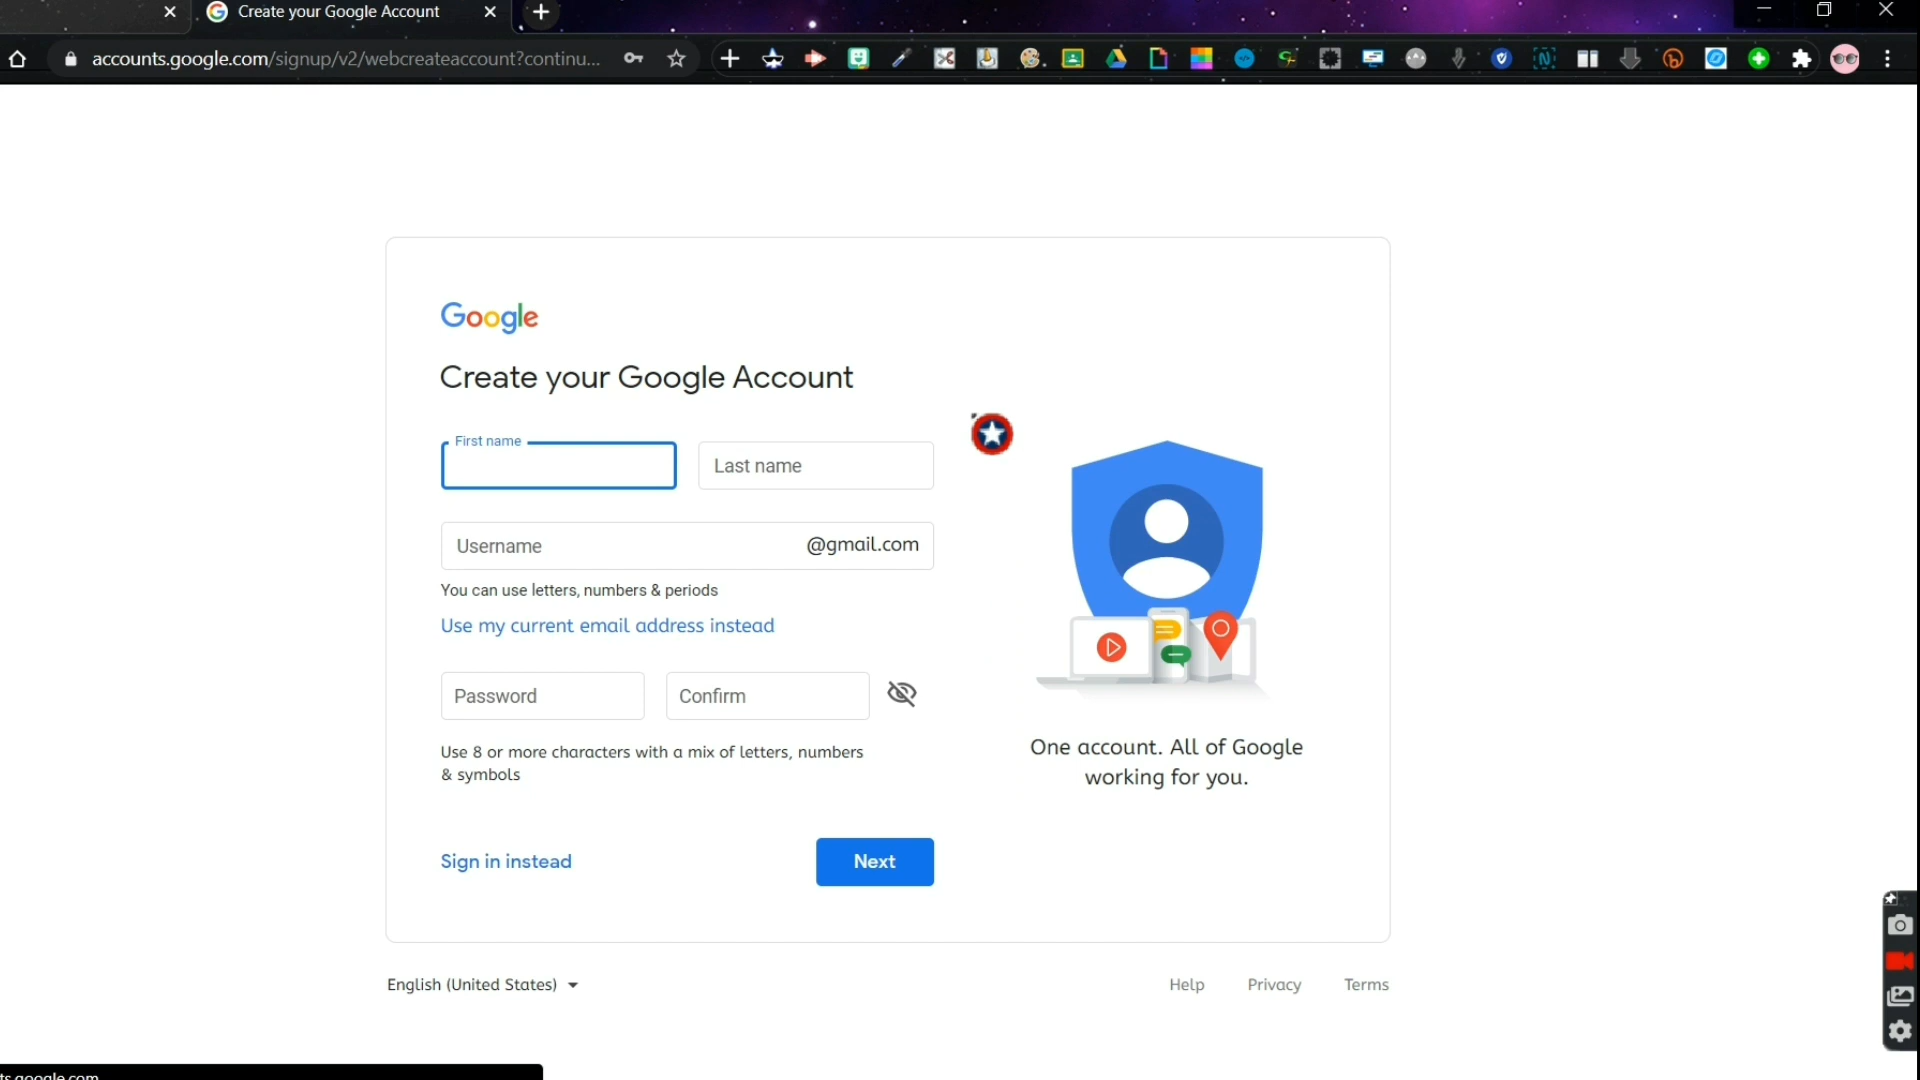 Create your Google Account
accounts.google.com/signup/v2/webcreateaccount?continu...
Google
Create your Google Account
First name
Last name
Username @gmail.com
You can use letters, numbers & periods
Use my current email address instead
Password
Confirm
Use 8 or more characters with a mix of letters, numbers
& symbols
One account. All of Google
working for you.
Sign in instead
Next
English (United States)
Help
Privacy
Terms
ts.google.com